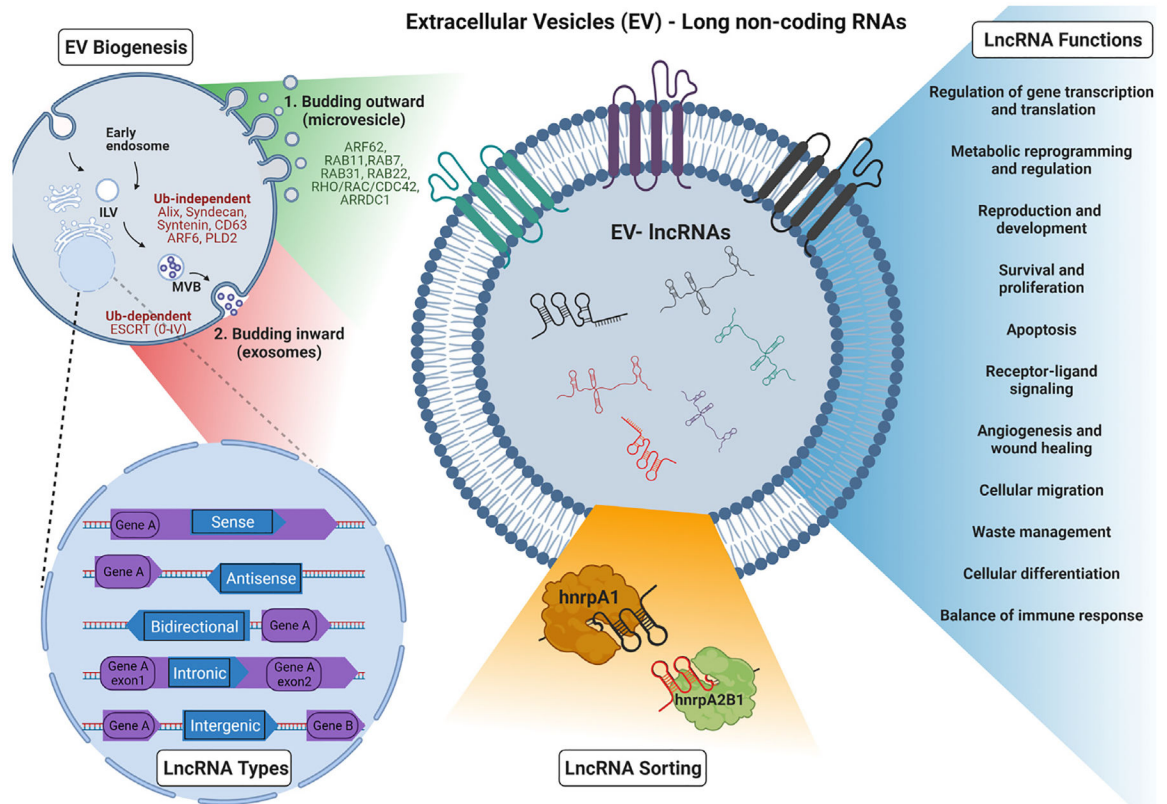 Extracellular Vesicles (EV) - Long non-coding RNAs
EV Biogenesis
Early
endosome
ILV
Ub-independent
Alix, Syndecan,
Syntenin, CD63
ARF6, PLD2
MVB
Ub-dependent
ESCRT (0-IV)
1. Budding outward
(microvesicle)
ARF62,
RAB11,RAB7,
RAB31, RAB22,
RHO/RAC/CDC42,
ARRDC1
2. Budding inward
(exosomes)
Gene A
Sense
Gene A
Antisense
Bidirectional
Gene A
Gene A
exon1
Intronic
Gene A
exon2
Gene A
Intergenic
Gene B
LncRNA Types
EV- lncRNAs
hnrpA1
hnrpA2B1
LncRNA Sorting
LncRNA Functions
Regulation of gene transcription
and translation
Metabolic reprogramming
and regulation
Reproduction and
development
Survival and
proliferation
Apoptosis
Receptor-ligand
signaling
Angiogenesis and
wound healing
Cellular migration
Waste management
Cellular differentiation
Balance of immune response